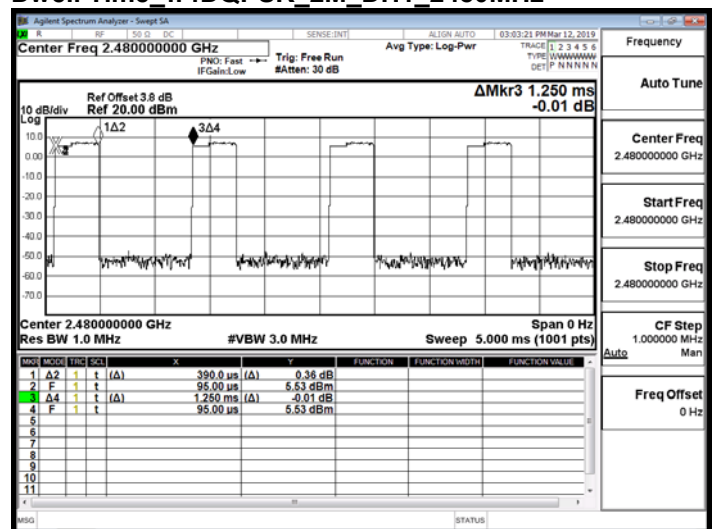 Agilent Spectrum Analyzer - Swept SA
R RF 50 Ω DC SENSE:INT ALIGN AUTO 03:03:21 PM Mar 12, 2019
Center Freq 2.480000000 GHz
PNO: Fast
IFGain:Low
Trig: Free Run
#Atten: 30 dB
Avg Type: Log-Pwr
TRACE 1 2 3 4 5 6
TYPE WWWWWW
DET P N N N N N
Frequency
Auto Tune
Center Freq
2.480000000 GHz
Start Freq
2.480000000 GHz
Stop Freq
2.480000000 GHz
CF Step
1.000000 MHz
Auto Man
Freq Offset
0 Hz
ΔMkr3 1.250 ms
-0.01 dB
Ref Offset 3.8 dB
10 dB/div Ref 20.00 dBm
Log
1Δ2 3Δ4
10.0
0.00
-10.0
-20.0
-30.0
-40.0
-50.0
-60.0
-70.0
Center 2.480000000 GHz Span 0 Hz
Res BW 1.0 MHz #VBW 3.0 MHz Sweep 5.000 ms (1001 pts)
MKR MODE TRC SCL X Y FUNCTION FUNCTION WIDTH FUNCTION VALUE
1 Δ2 1 t (Δ) 390.0 µs (Δ) 0.36 dB
2 F 1 t 95.00 µs 5.53 dBm
3 Δ4 1 t (Δ) 1.250 ms (Δ) -0.01 dB
4 F 1 t 95.00 µs 5.53 dBm
5
6
7
8
9
10
11
MSG STATUS